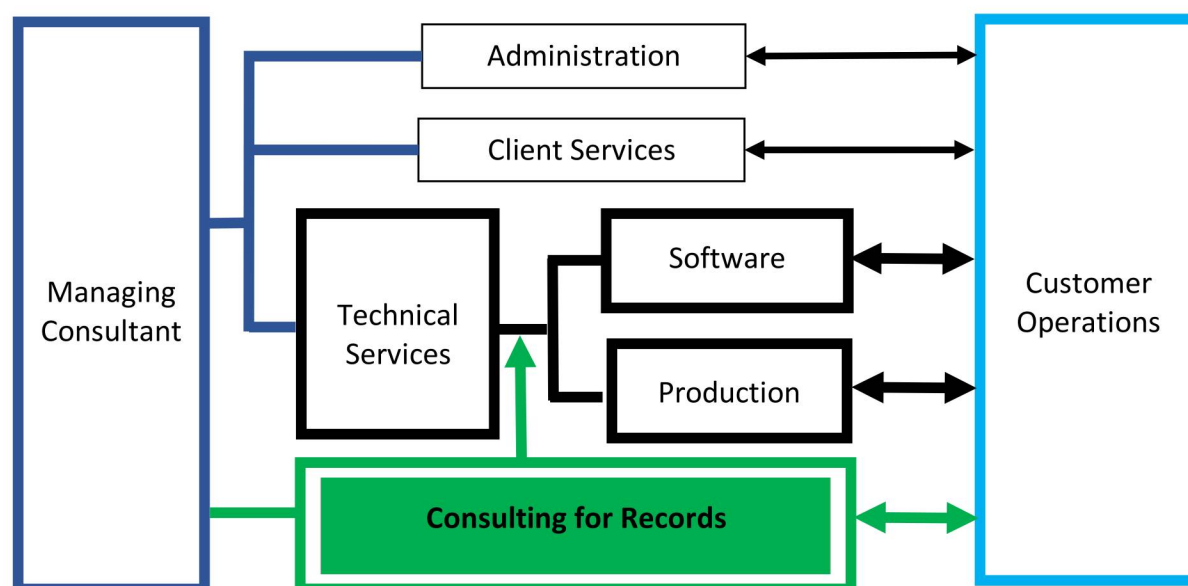 Administration
Client Services
Managing
Consultant
Technical
Services
Software
Production
Customer
Operations
Consulting for Records